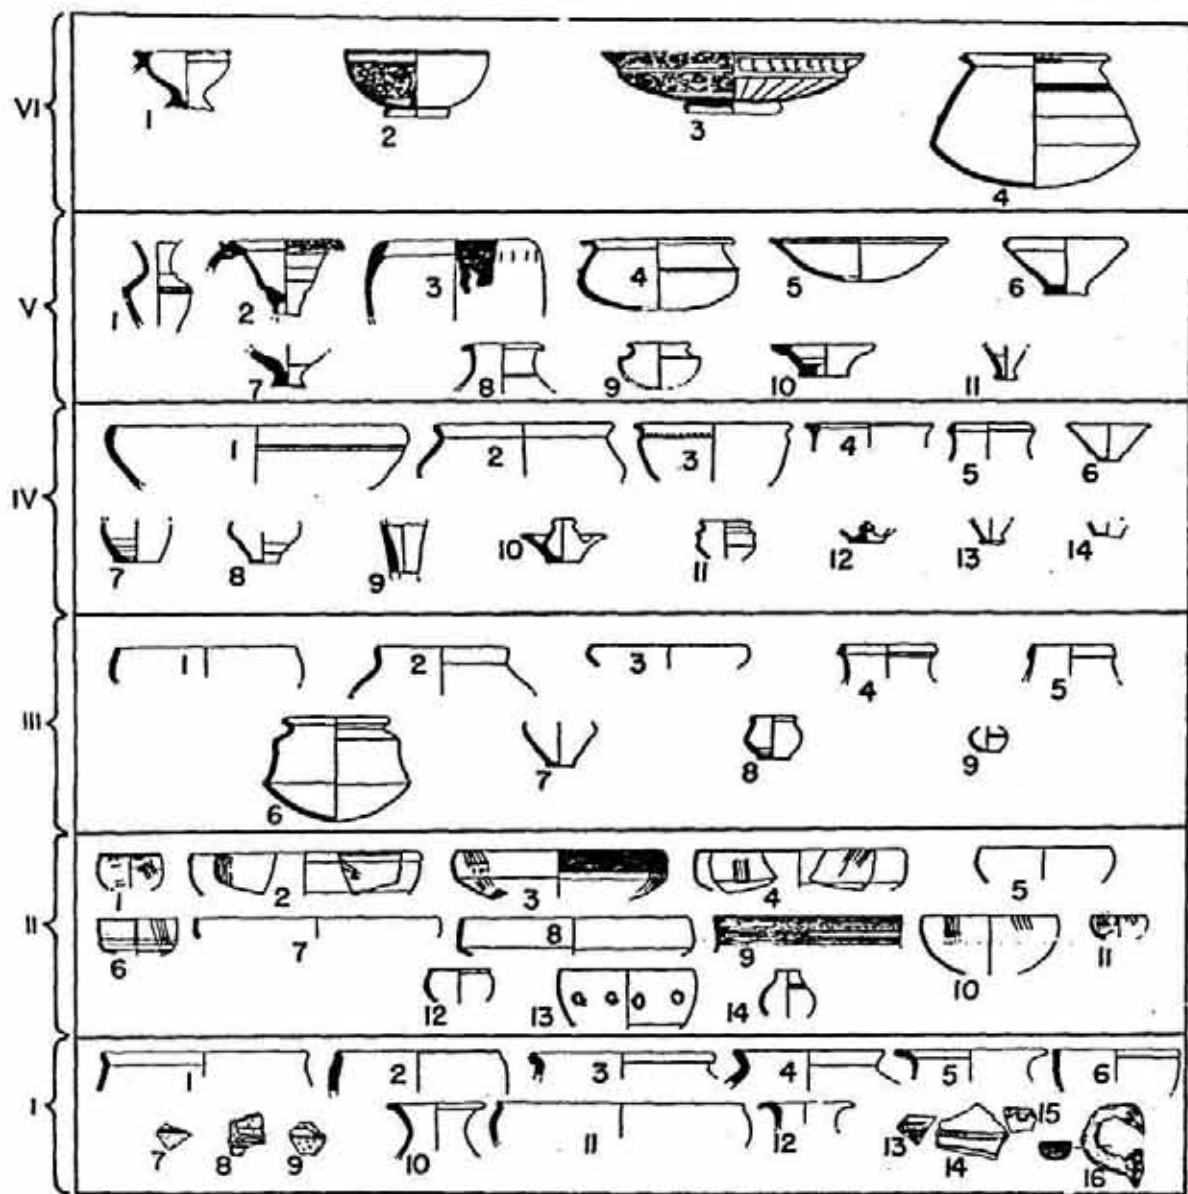 VI
1 2 3 4
V
1 2 3 4 5 6
7 8 9 10 11
IV
1 2 3 4 5 6
7 8 9 10 11 12 13 14
III
1 2 3 4 5
6 7 8 9
II
1 2 3 4 5
6 7 8 9 10 11
12 13 14
I
1 2 3 4 5 6
7 8 9 10 11 12 13 14 15 16